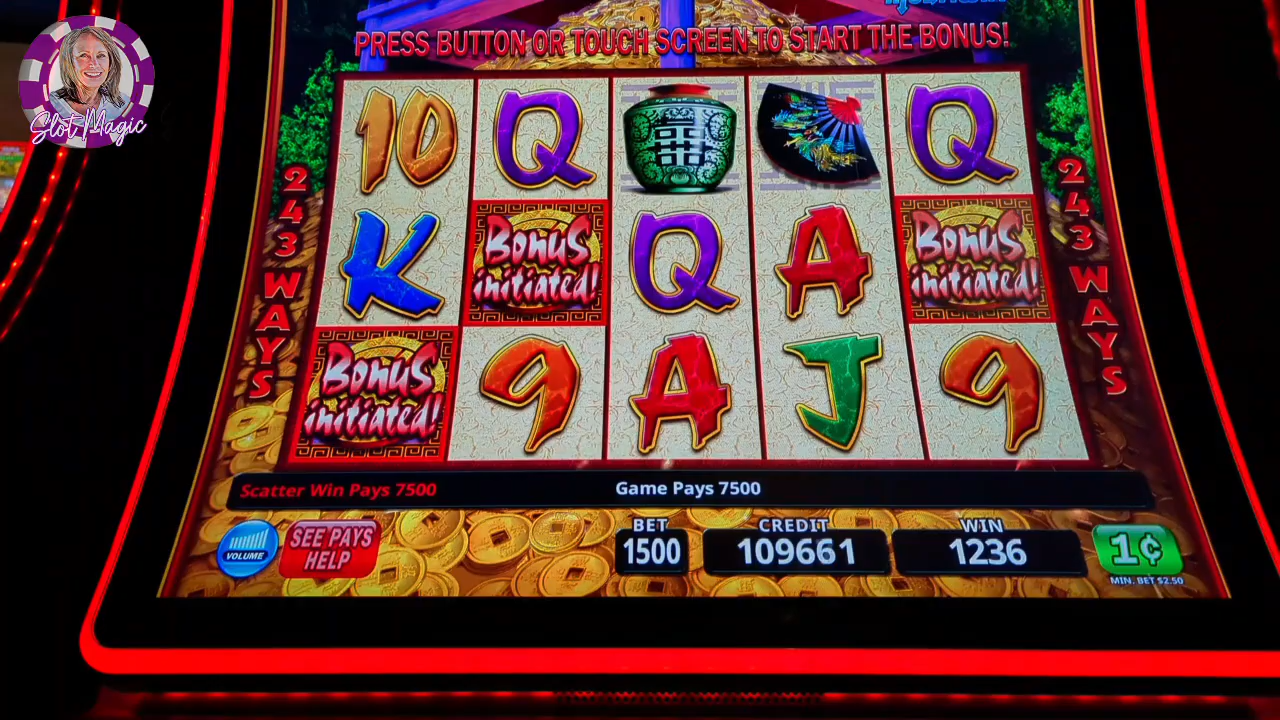 Slot Magic
PRESS BUTTON OR TOUCH SCREEN TO START THE BONUS!
10 Q Q
K Bonus initiated! Q A Bonus initiated!
Bonus initiated! 9 A J 9
243 WAYS
243 WAYS
Scatter Win Pays 7500
Game Pays 7500
VOLUME
SEE PAYS
HELP
BET
1500
CREDIT
109661
WIN
1236
1¢
MIN. BET $2.50